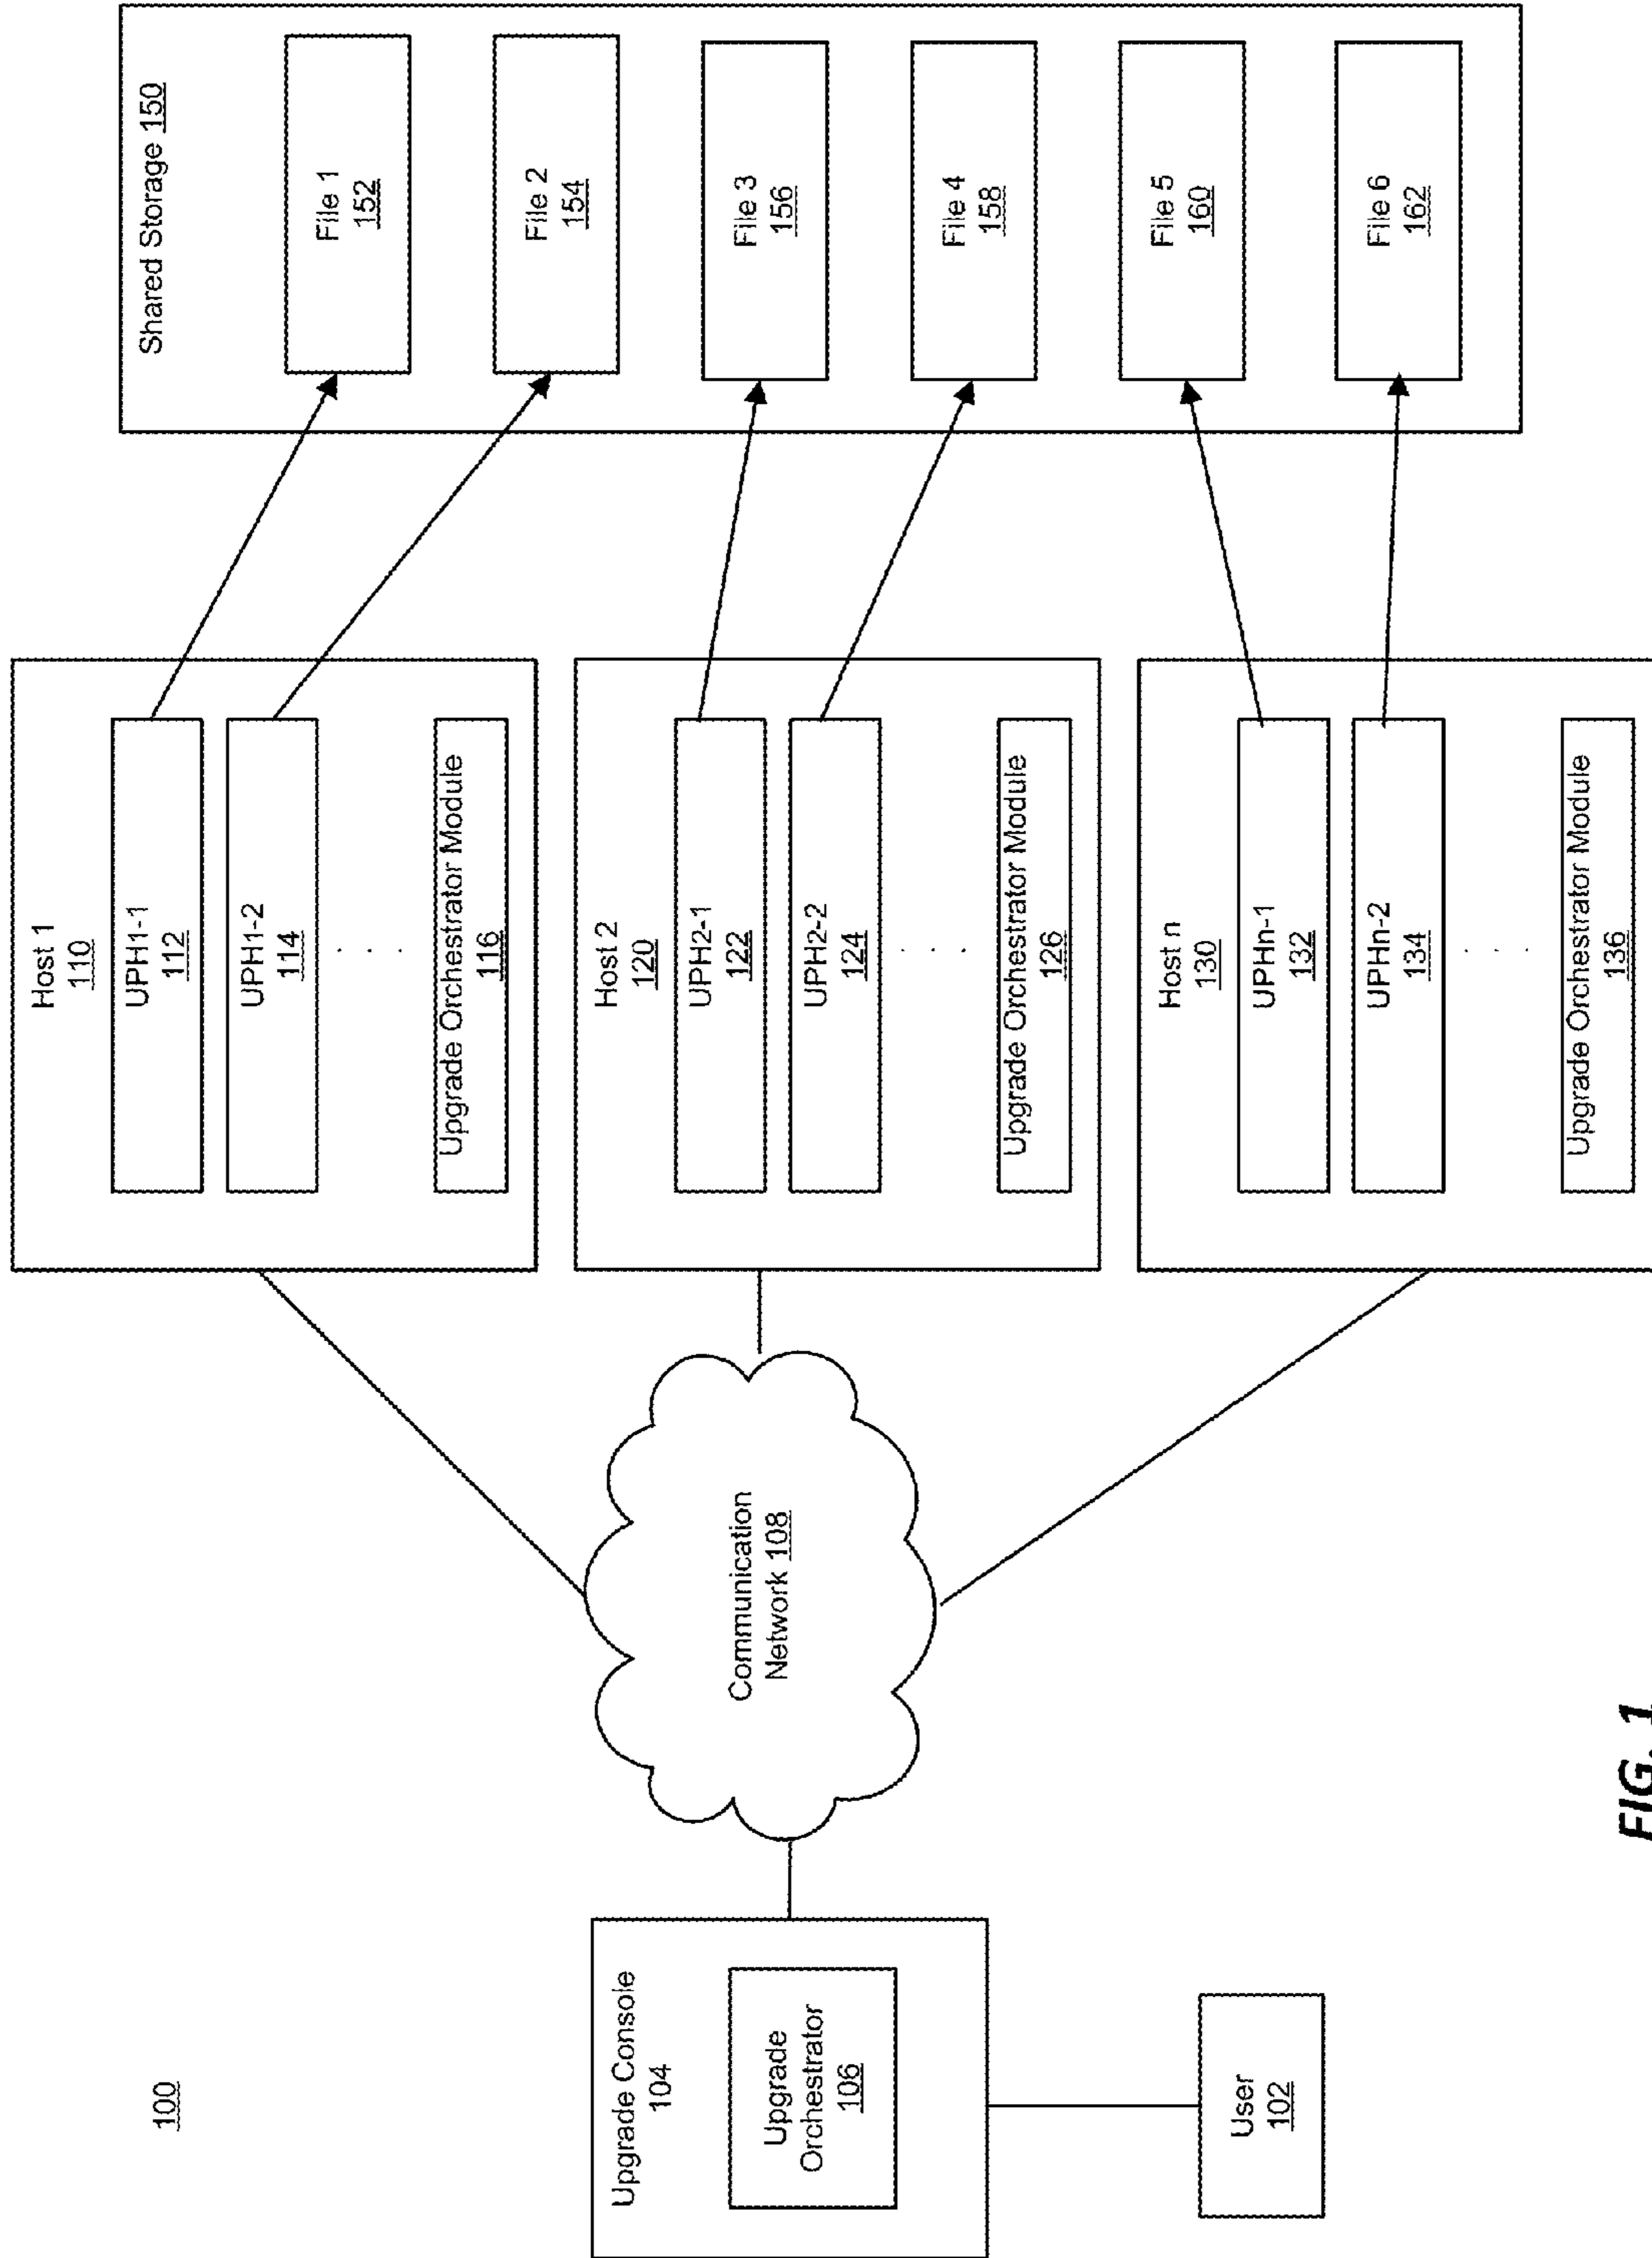 100
Upgrade Console
104
Upgrade
Orchestrator
106
User
102
Communication
Network 108
Host 1
110
UPH1-1
112
UPH1-2
114
. . .
Upgrade Orchestrator Module
116
Host 2
120
UPH2-1
122
UPH2-2
124
. . .
Upgrade Orchestrator Module
126
Host n
130
UPHn-1
132
UPHn-2
134
. . .
Upgrade Orchestrator Module
136
Shared Storage 150
File 1
152
File 2
154
File 3
156
File 4
158
File 5
160
File 6
162
FIG. 1